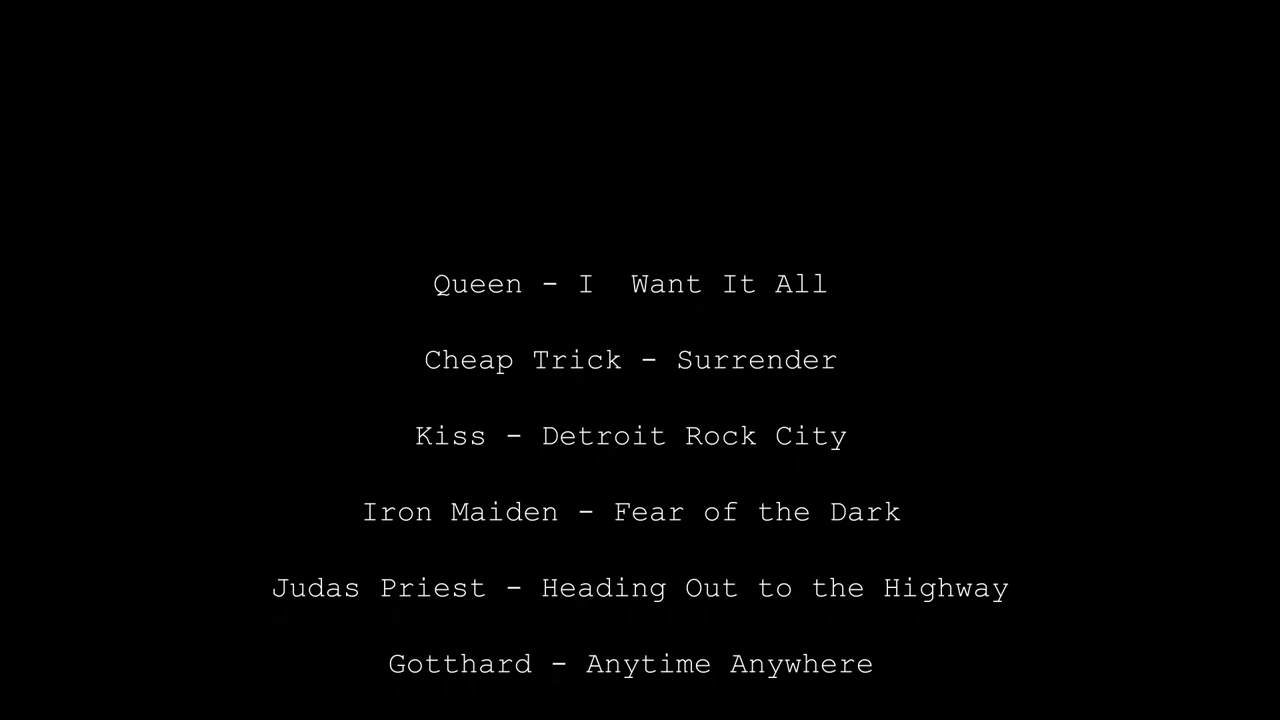 Queen - I  Want It All
Cheap Trick - Surrender
Kiss - Detroit Rock City
Iron Maiden - Fear of the Dark
Judas Priest - Heading Out to the Highway
Gotthard - Anytime Anywhere